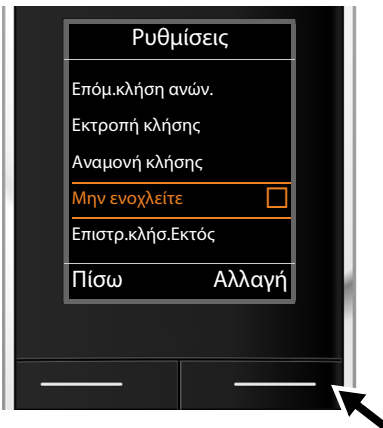 Ρυθμίσεις
Επόμ.κλήση ανών.
Εκτροπή κλήσης
Αναμονή κλήσης
Μην ενοχλείτε
Επιστρ.κλήσ.Εκτός
Πίσω Αλλαγή